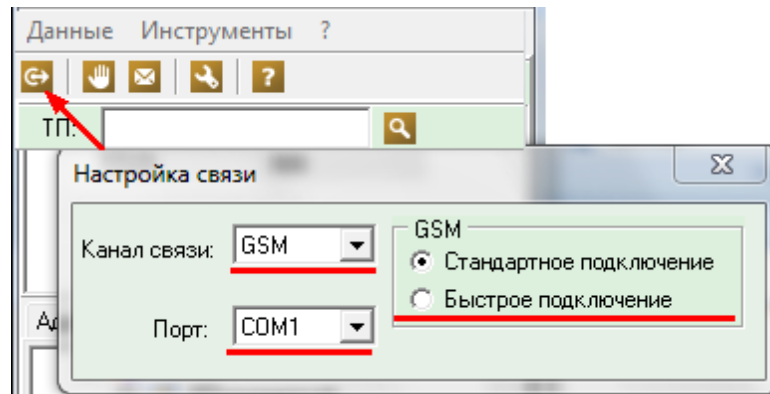 Данные Инструменты ?
?
ТП:
Настройка связи
Канал связи: GSM
Порт: COM1
GSM
Стандартное подключение
Быстрое подключение